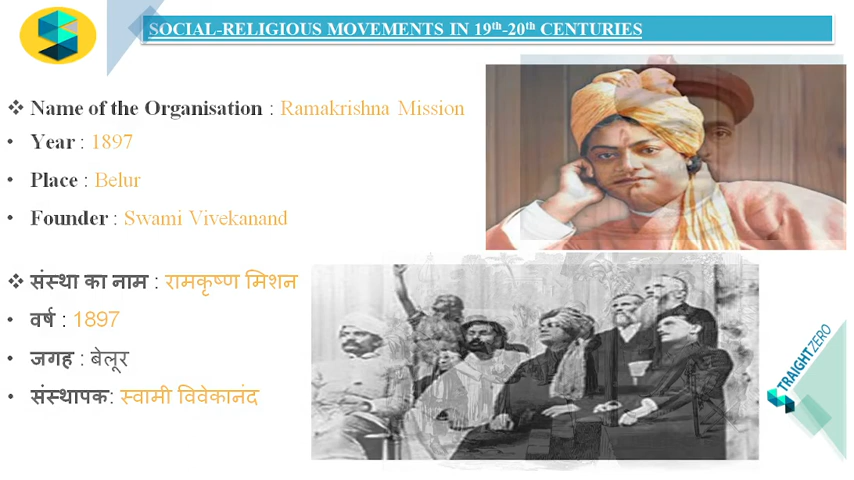 SOCIAL-RELIGIOUS MOVEMENTS IN 19th-20th CENTURIES
❖ Name of the Organisation : Ramakrishna Mission
• Year : 1897
• Place : Belur
• Founder : Swami Vivekanand
❖ संस्था का नाम : रामकृष्ण मिशन
• वर्ष : 1897
• जगह : बेलूर
• संस्थापक: स्वामी विवेकानंद
TRAIGHTZERO